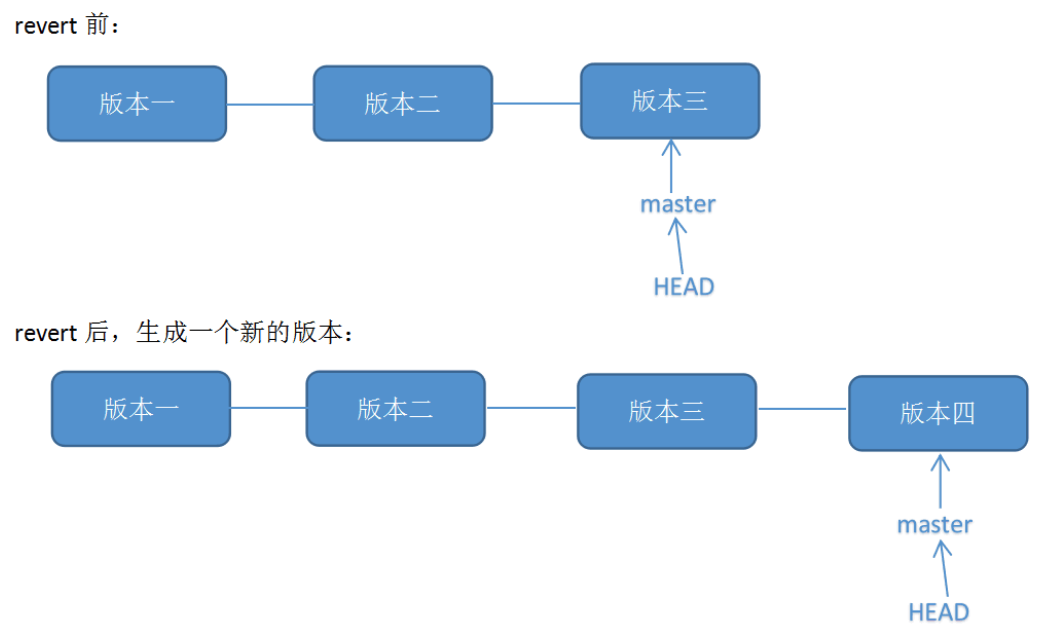 revert 前：
版本一 版本二 版本三
master
HEAD
revert 后，生成一个新的版本：
版本一 版本二 版本三 版本四
master
HEAD